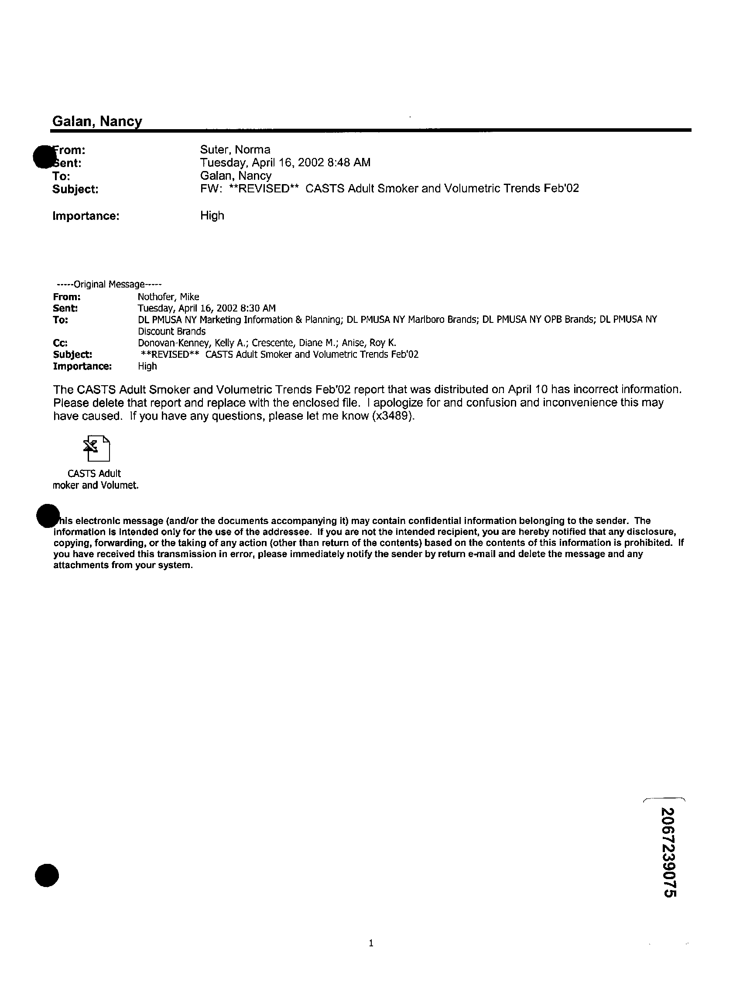 Galan, Nancy
From: Suter, Norma
Sent: Tuesday, April 16, 2002 8:48 AM
To: Galan, Nancy
Subject: FW: **REVISED** CASTS Adult Smoker and Volumetric Trends Feb'02
Importance: High
-----Original Message-----
From: Nothofer, Mike
Sent: Tuesday, April 16, 2002 8:30 AM
To: DL PMUSA NY Marketing Information & Planning; DL PMUSA NY Marlboro Brands; DL PMUSA NY OPB Brands; DL PMUSA NY
Discount Brands
Cc: Donovan-Kenney, Kelly A.; Crescente, Diane M.; Anise, Roy K.
Subject: **REVISED** CASTS Adult Smoker and Volumetric Trends Feb'02
Importance: High
The CASTS Adult Smoker and Volumetric Trends Feb'02 report that was distributed on April 10 has incorrect information.
Please delete that report and replace with the enclosed file. I apologize for and confusion and inconvenience this may
have caused. If you have any questions, please let me know (x3489).
CASTS Adult
moker and Volumet.
his electronic message (and/or the documents accompanying it) may contain confidential information belonging to the sender. The
information is intended only for the use of the addressee. If you are not the intended recipient, you are hereby notified that any disclosure,
copying, forwarding, or the taking of any action (other than return of the contents) based on the contents of this information is prohibited. If
you have received this transmission in error, please immediately notify the sender by return e-mail and delete the message and any
attachments from your system.
2067239075
1